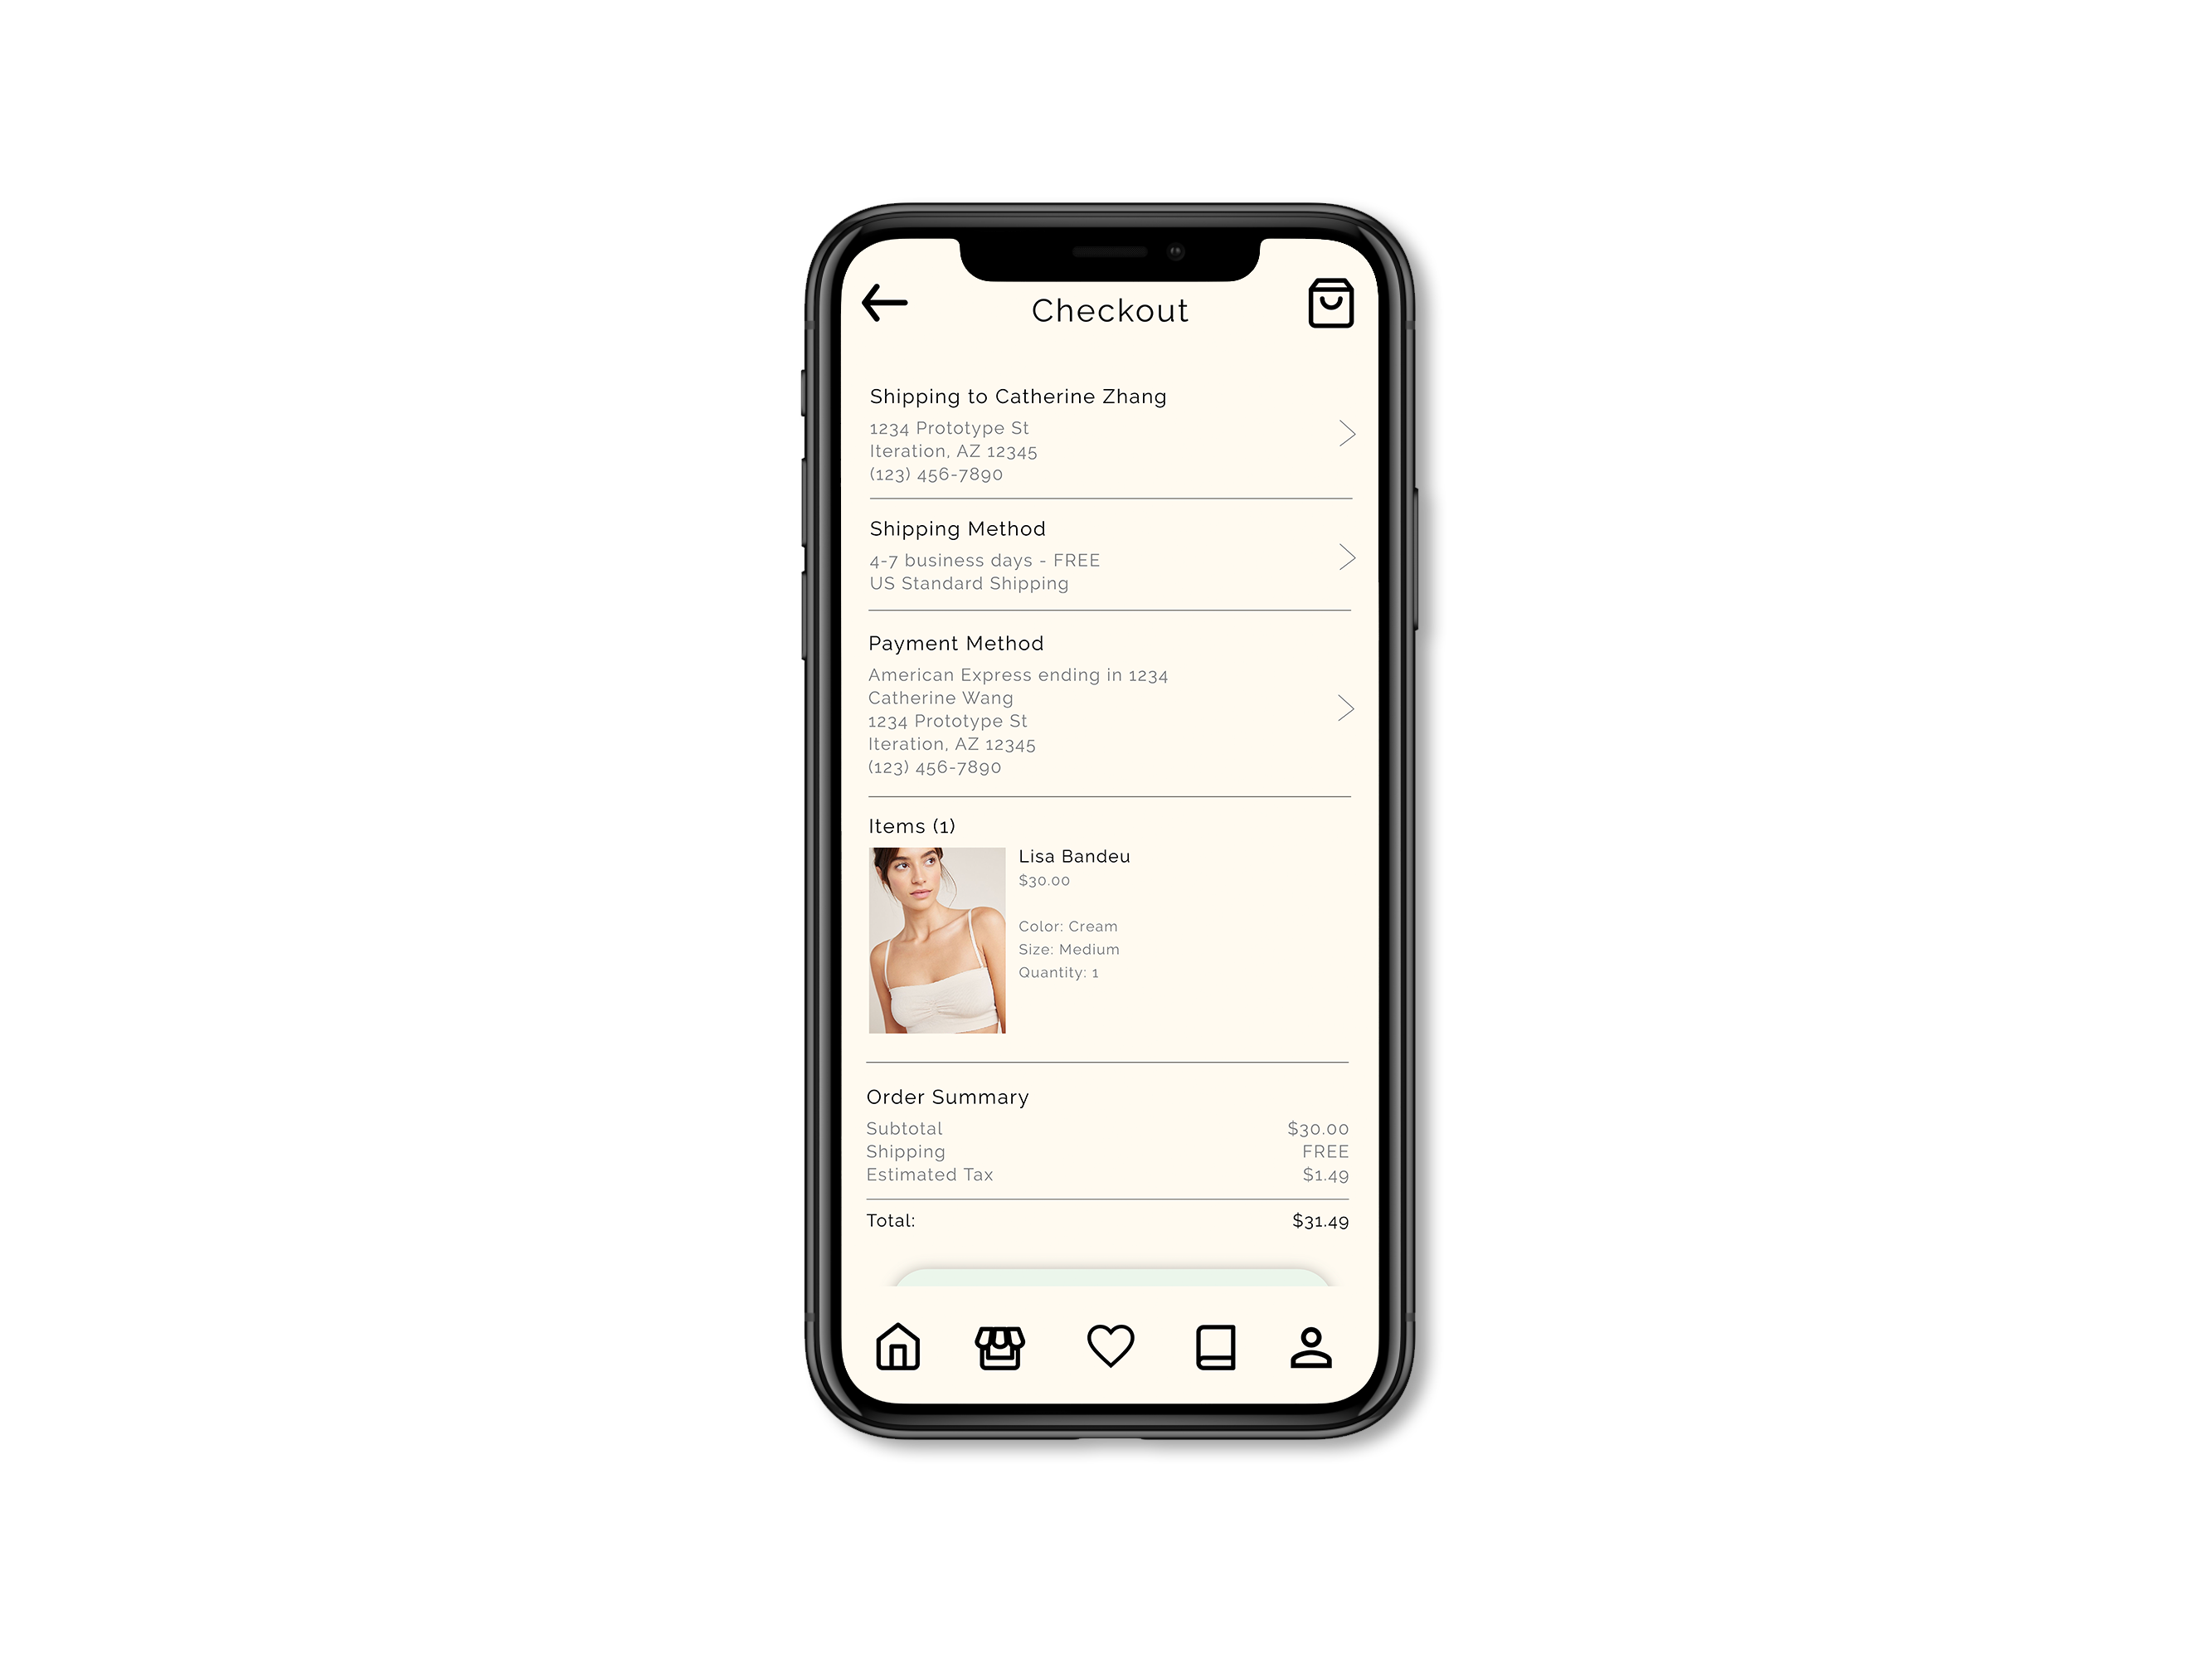 Checkout
Shipping to Catherine Zhang
1234 Prototype St
Iteration, AZ 12345
(123) 456-7890
Shipping Method
4-7 business days - FREE
US Standard Shipping
Payment Method
American Express ending in 1234
Catherine Wang
1234 Prototype St
Iteration, AZ 12345
(123) 456-7890
Items (1)
Lisa Bandeu
$30.00
Color: Cream
Size: Medium
Quantity: 1
Order Summary
Subtotal $30.00
Shipping FREE
Estimated Tax $1.49
Total: $31.49